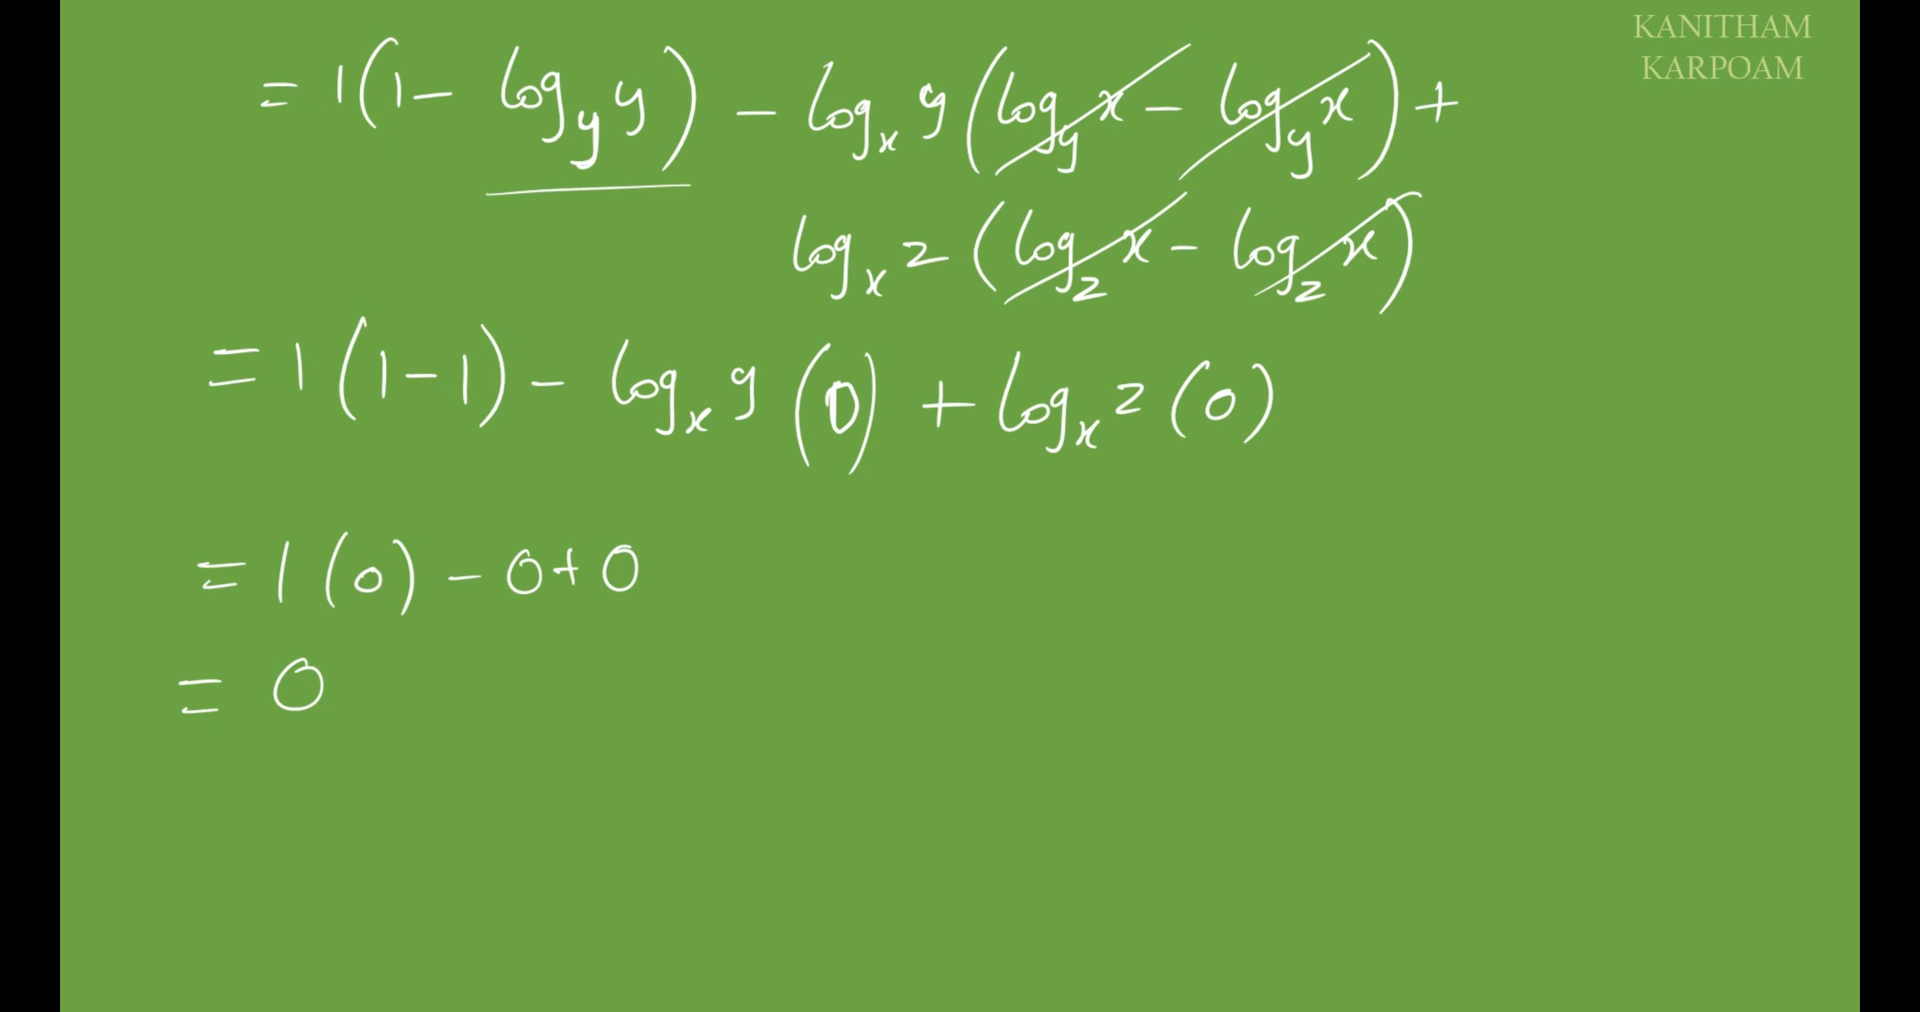 KANITHAM
KARPOAM
= 1(1 - log_y y) - log_x y (log_y x - log_y x) +
log_x z (log_z x - log_z x)
= 1(1-1) - log_x y (0) + log_x z (0)
= 1(0) - 0+0
= 0